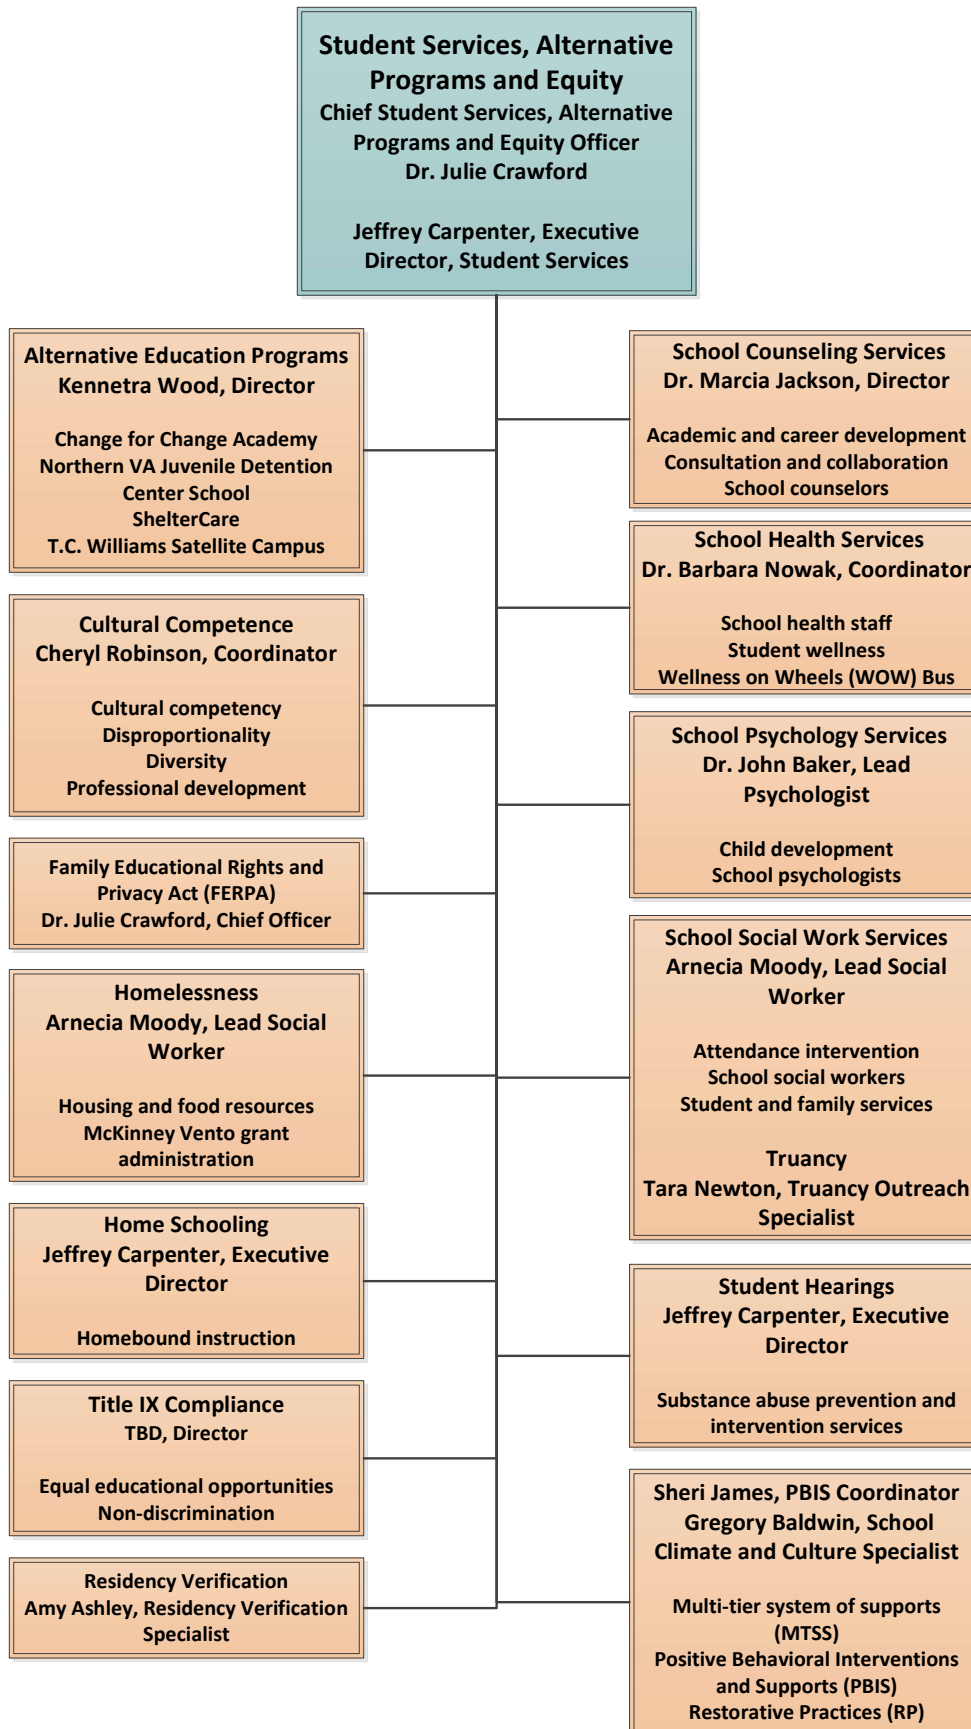 Student Services, Alternative
Programs and Equity
Chief Student Services, Alternative
Programs and Equity Officer
Dr. Julie Crawford
Jeffrey Carpenter, Executive
Director, Student Services
Alternative Education Programs
Kennetra Wood, Director
Change for Change Academy
Northern VA Juvenile Detention
Center School
ShelterCare
T.C. Williams Satellite Campus
Cultural Competence
Cheryl Robinson, Coordinator
Cultural competency
Disproportionality
Diversity
Professional development
Family Educational Rights and
Privacy Act (FERPA)
Dr. Julie Crawford, Chief Officer
Homelessness
Arnecia Moody, Lead Social
Worker
Housing and food resources
McKinney Vento grant
administration
Home Schooling
Jeffrey Carpenter, Executive
Director
Homebound instruction
Title IX Compliance
TBD, Director
Equal educational opportunities
Non-discrimination
Residency Verification
Amy Ashley, Residency Verification
Specialist
School Counseling Services
Dr. Marcia Jackson, Director
Academic and career development
Consultation and collaboration
School counselors
School Health Services
Dr. Barbara Nowak, Coordinator
School health staff
Student wellness
Wellness on Wheels (WOW) Bus
School Psychology Services
Dr. John Baker, Lead
Psychologist
Child development
School psychologists
School Social Work Services
Arnecia Moody, Lead Social
Worker
Attendance intervention
School social workers
Student and family services
Truancy
Tara Newton, Truancy Outreach
Specialist
Student Hearings
Jeffrey Carpenter, Executive
Director
Substance abuse prevention and
intervention services
Sheri James, PBIS Coordinator
Gregory Baldwin, School
Climate and Culture Specialist
Multi-tier system of supports
(MTSS)
Positive Behavioral Interventions
and Supports (PBIS)
Restorative Practices (RP)